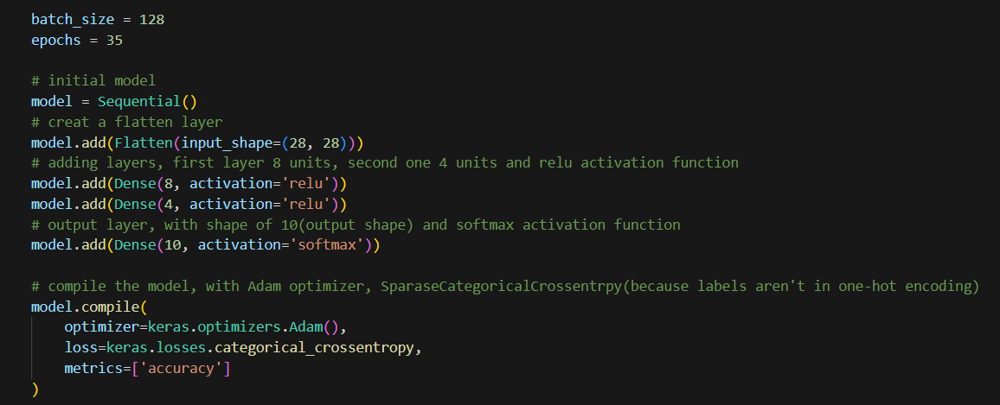 batch_size = 128
epochs = 35
# initial model
model = Sequential()
# creat a flatten layer
model.add(Flatten(input_shape=(28, 28)))
# adding layers, first layer 8 units, second one 4 units and relu activation function
model.add(Dense(8, activation='relu'))
model.add(Dense(4, activation='relu'))
# output layer, with shape of 10(output shape) and softmax activation function
model.add(Dense(10, activation='softmax'))
# compile the model, with Adam optimizer, SparaseCategoricalCrossentrpy(because labels aren't in one-hot encoding)
model.compile(
    optimizer=keras.optimizers.Adam(),
    loss=keras.losses.categorical_crossentropy,
    metrics=['accuracy']
)